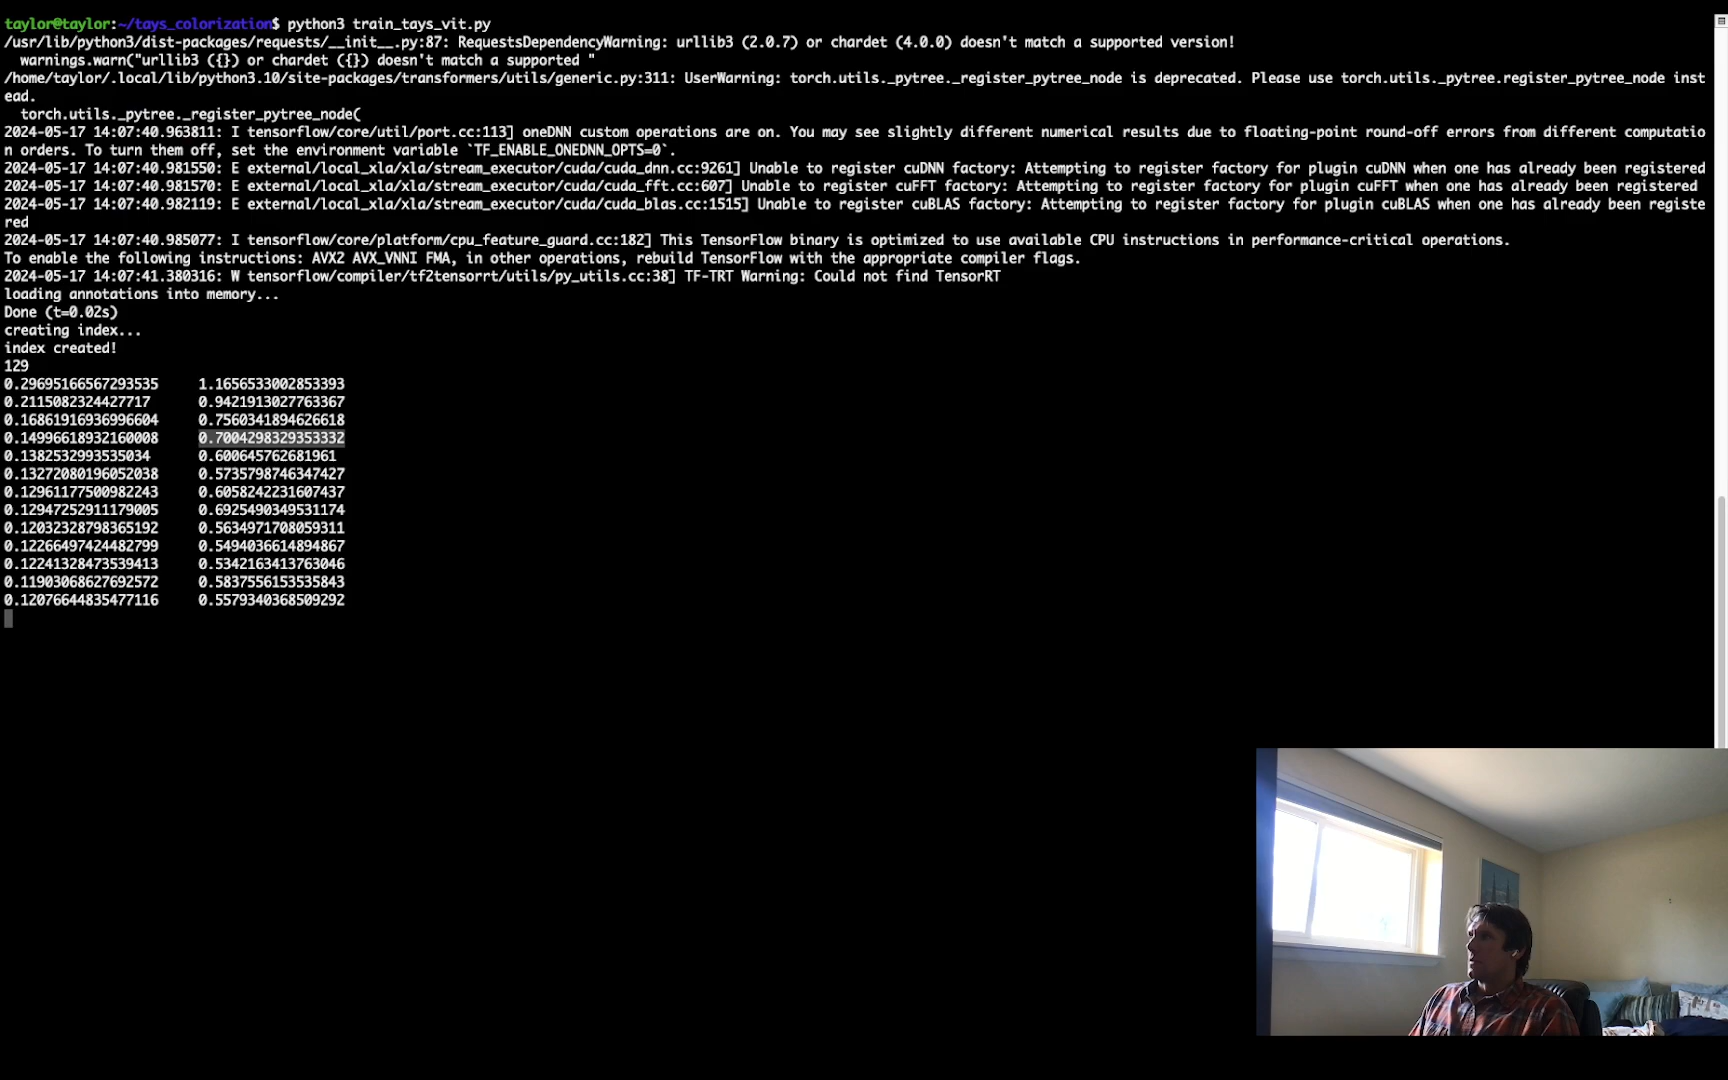 taylor@taylor:~/tays_colorization$ python3 train_tays_vit.py
/usr/lib/python3/dist-packages/requests/__init__.py:87: RequestsDependencyWarning: urllib3 (2.0.7) or chardet (4.0.0) doesn't match a supported version!
  warnings.warn("urllib3 ({}) or chardet ({}) doesn't match a supported "
/home/taylor/.local/lib/python3.10/site-packages/transformers/utils/generic.py:311: UserWarning: torch.utils._pytree._register_pytree_node is deprecated. Please use torch.utils._pytree.register_pytree_node inst
ead.
  torch.utils._pytree._register_pytree_node(
2024-05-17 14:07:40.963811: I tensorflow/core/util/port.cc:113] oneDNN custom operations are on. You may see slightly different numerical results due to floating-point round-off errors from different computatio
n orders. To turn them off, set the environment variable `TF_ENABLE_ONEDNN_OPTS=0`.
2024-05-17 14:07:40.981550: E external/local_xla/xla/stream_executor/cuda/cuda_dnn.cc:9261] Unable to register cuDNN factory: Attempting to register factory for plugin cuDNN when one has already been registered
2024-05-17 14:07:40.981570: E external/local_xla/xla/stream_executor/cuda/cuda_fft.cc:607] Unable to register cuFFT factory: Attempting to register factory for plugin cuFFT when one has already been registered
2024-05-17 14:07:40.982119: E external/local_xla/xla/stream_executor/cuda/cuda_blas.cc:1515] Unable to register cuBLAS factory: Attempting to register factory for plugin cuBLAS when one has already been registe
red
2024-05-17 14:07:40.985077: I tensorflow/core/platform/cpu_feature_guard.cc:182] This TensorFlow binary is optimized to use available CPU instructions in performance-critical operations.
To enable the following instructions: AVX2 AVX_VNNI FMA, in other operations, rebuild TensorFlow with the appropriate compiler flags.
2024-05-17 14:07:41.380316: W tensorflow/compiler/tf2tensorrt/utils/py_utils.cc:38] TF-TRT Warning: Could not find TensorRT
loading annotations into memory...
Done (t=0.02s)
creating index...
index created!
129
0.29695166567293535     1.1656533002853393
0.2115082324427717      0.9421913027763367
0.16861916936996604     0.7560341894626618
0.14996618932160008     0.7004298329353332
0.1382532993535034      0.600645762681961
0.13272080196052038     0.5735798746347427
0.12961177500982243     0.6058242231607437
0.12947252911179005     0.6925490349531174
0.12032328798365192     0.5634971708059311
0.12266497424482799     0.5494036614894867
0.12241328473539413     0.5342163413763046
0.11903068627692572     0.5837556153535843
0.12076644835477116     0.5579340368509292